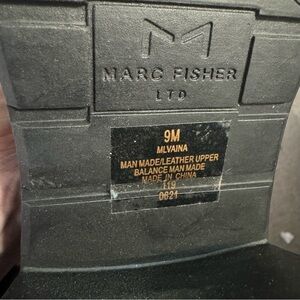 MARC FISHER
LTD
9M
MLVAINA
MAN MADE/LEATHER UPPER
BALANCE MAN MADE
MADE IN CHINA
119
0621